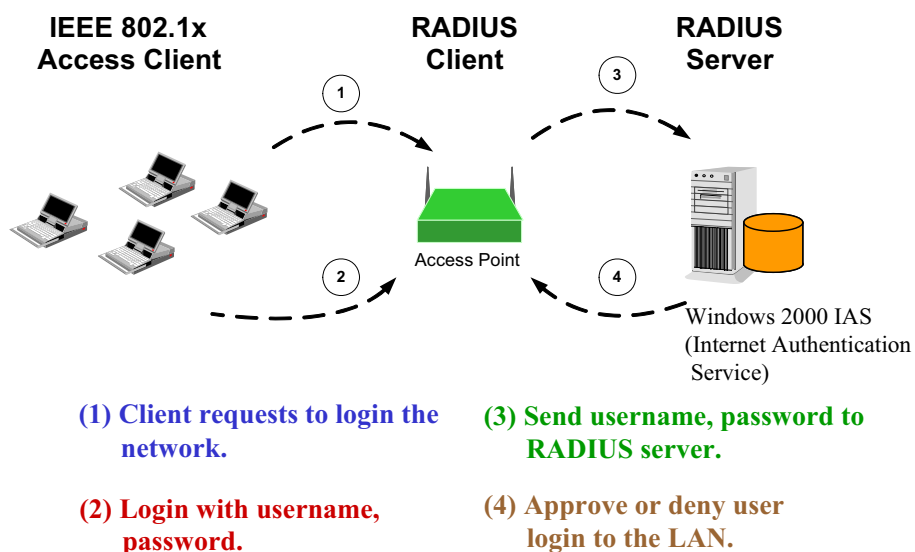 IEEE 802.1x
Access Client
RADIUS
Client
RADIUS
Server
1
3
Access Point
2
4
Windows 2000 IAS
(Internet Authentication
Service)
(1) Client requests to login the
network.
(2) Login with username,
password.
(3) Send username, password to
RADIUS server.
(4) Approve or deny user
login to the LAN.